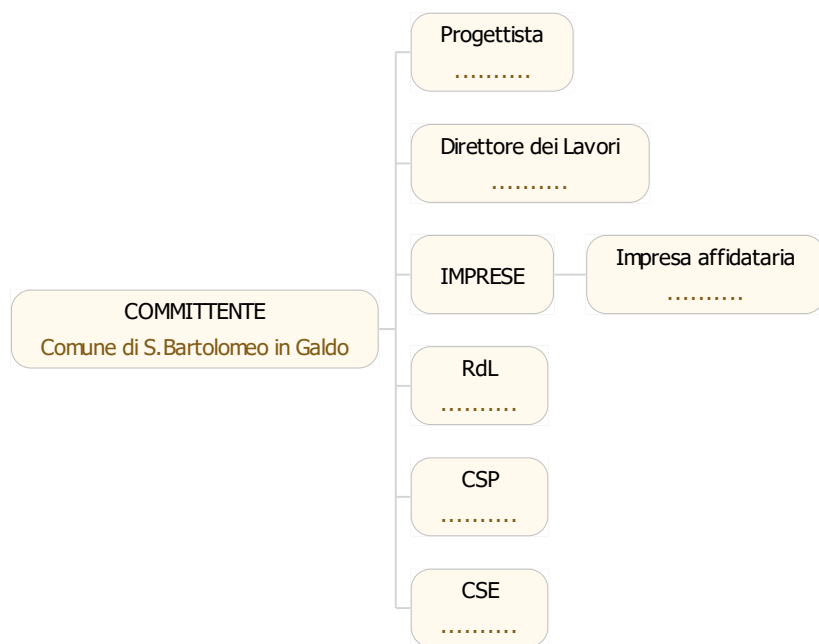 Progettista
..........
Direttore dei Lavori
..........
IMPRESE
Impresa affidataria
..........
COMMITTENTE
Comune di S.Bartolomeo in Galdo
RdL
..........
CSP
..........
CSE
..........